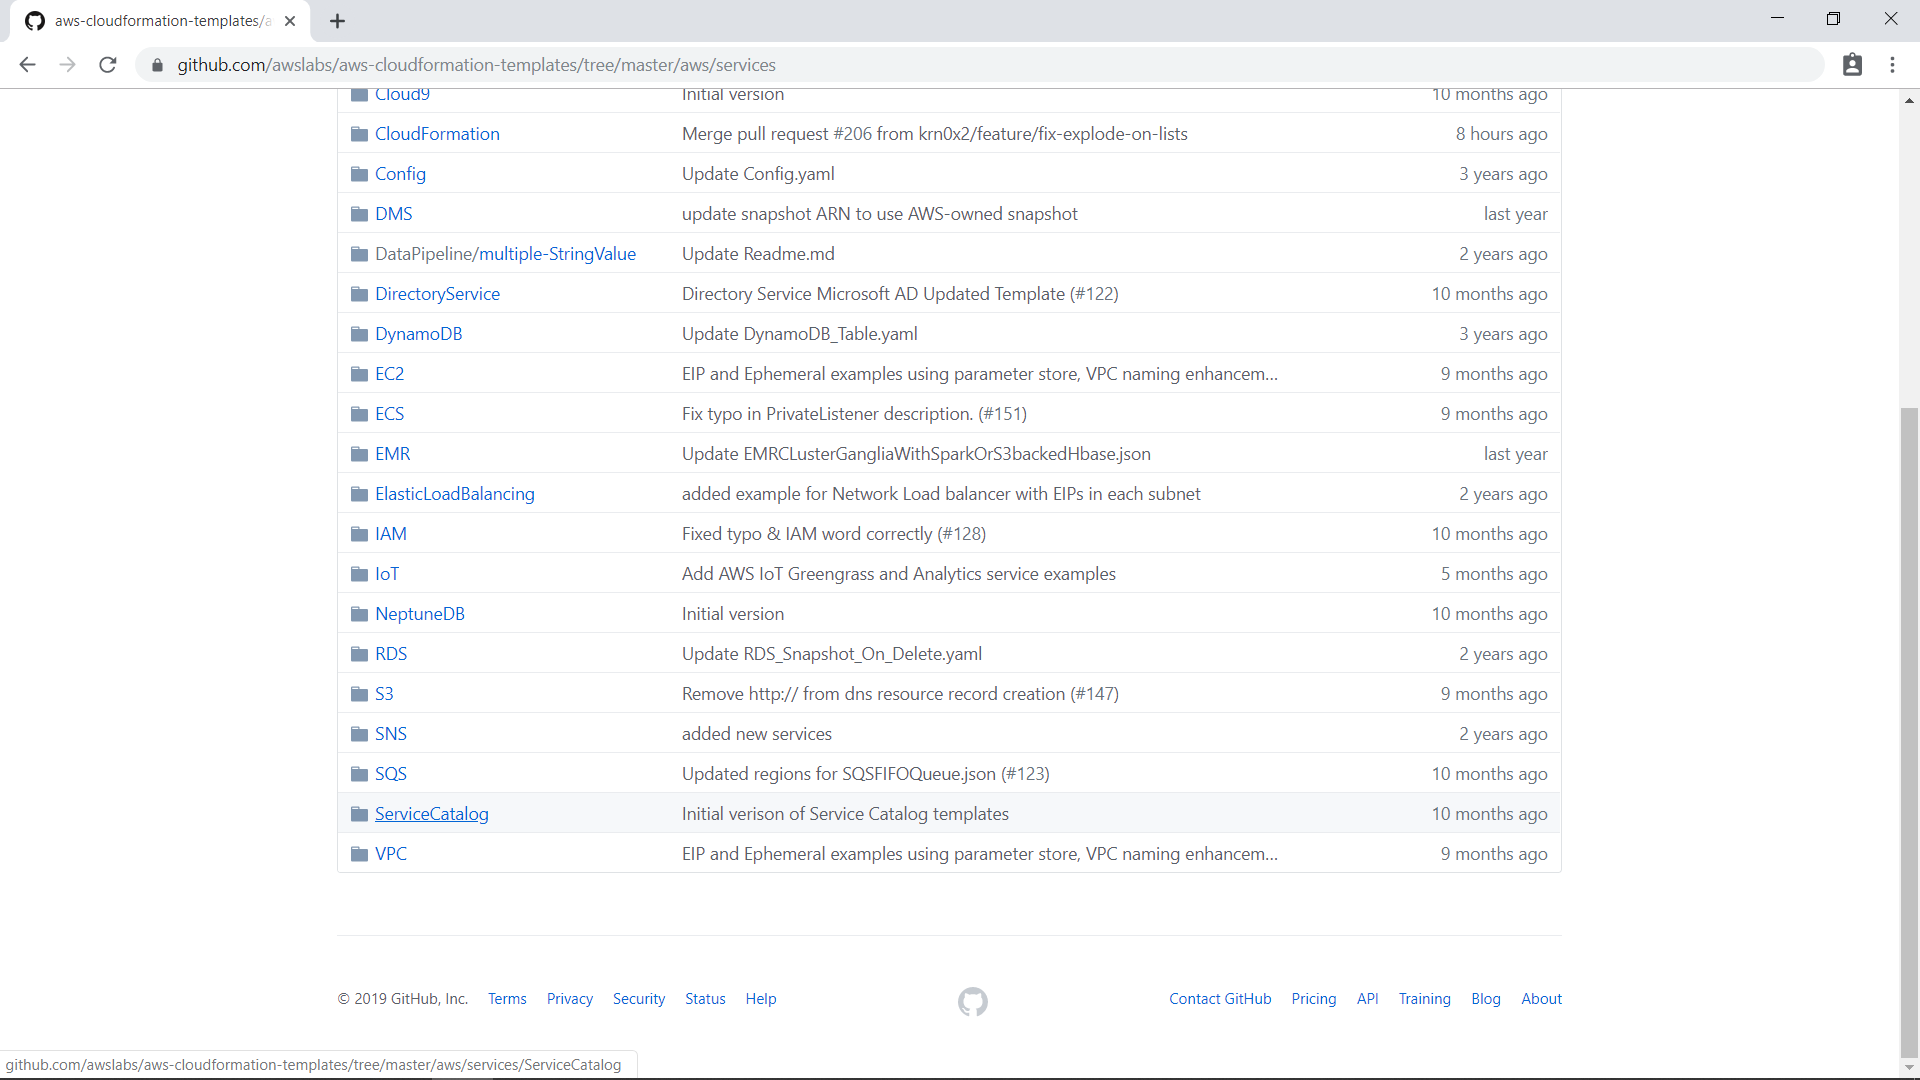 aws-cloudformation-templates/a
github.com/awslabs/aws-cloudformation-templates/tree/master/aws/services
Cloud9 Initial version 10 months ago
CloudFormation Merge pull request #206 from krn0x2/feature/fix-explode-on-lists 8 hours ago
Config Update Config.yaml 3 years ago
DMS update snapshot ARN to use AWS-owned snapshot last year
DataPipeline/multiple-StringValue Update Readme.md 2 years ago
DirectoryService Directory Service Microsoft AD Updated Template (#122) 10 months ago
DynamoDB Update DynamoDB_Table.yaml 3 years ago
EC2 EIP and Ephemeral examples using parameter store, VPC naming enhancem... 9 months ago
ECS Fix typo in PrivateListener description. (#151) 9 months ago
EMR Update EMRCLusterGangliaWithSparkOrS3backedHbase.json last year
ElasticLoadBalancing added example for Network Load balancer with EIPs in each subnet 2 years ago
IAM Fixed typo & IAM word correctly (#128) 10 months ago
IoT Add AWS IoT Greengrass and Analytics service examples 5 months ago
NeptuneDB Initial version 10 months ago
RDS Update RDS_Snapshot_On_Delete.yaml 2 years ago
S3 Remove http:// from dns resource record creation (#147) 9 months ago
SNS added new services 2 years ago
SQS Updated regions for SQSFIFOQueue.json (#123) 10 months ago
ServiceCatalog Initial verison of Service Catalog templates 10 months ago
VPC EIP and Ephemeral examples using parameter store, VPC naming enhancem... 9 months ago
© 2019 GitHub, Inc. Terms Privacy Security Status Help Contact GitHub Pricing API Training Blog About
github.com/awslabs/aws-cloudformation-templates/tree/master/aws/services/ServiceCatalog